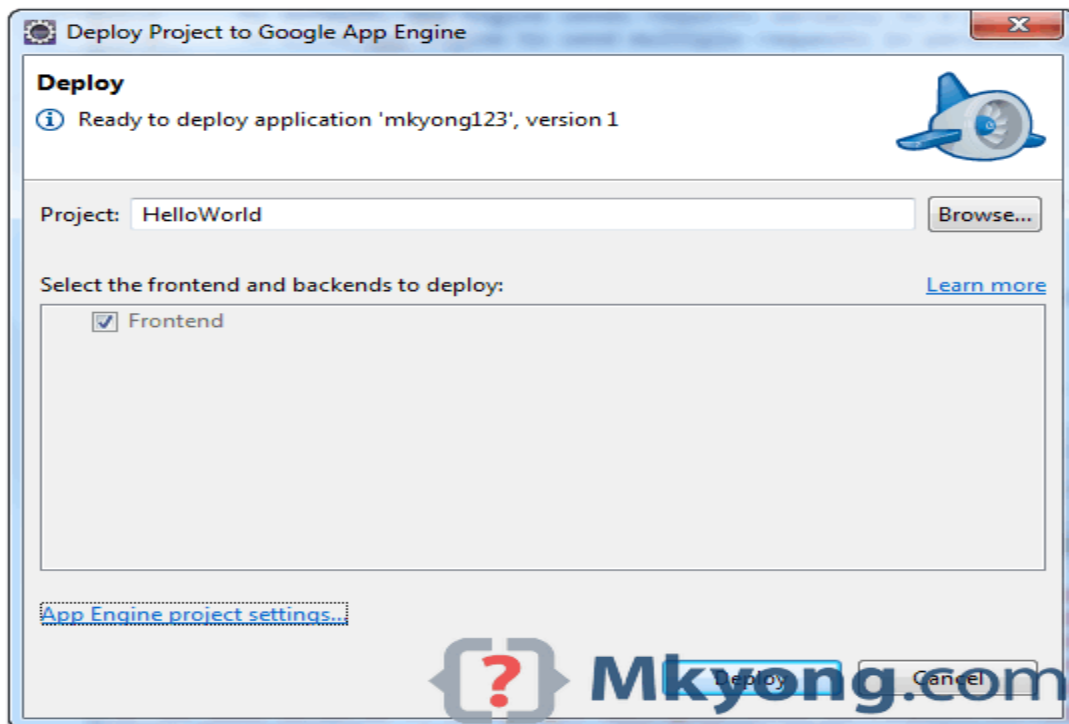 Deploy Project to Google App Engine
Deploy
Ready to deploy application 'mkyong123', version 1
Project: HelloWorld Browse...
Select the frontend and backends to deploy: Learn more
Frontend
App Engine project settings...
Deploy Cancel
{?} Mkyong.com